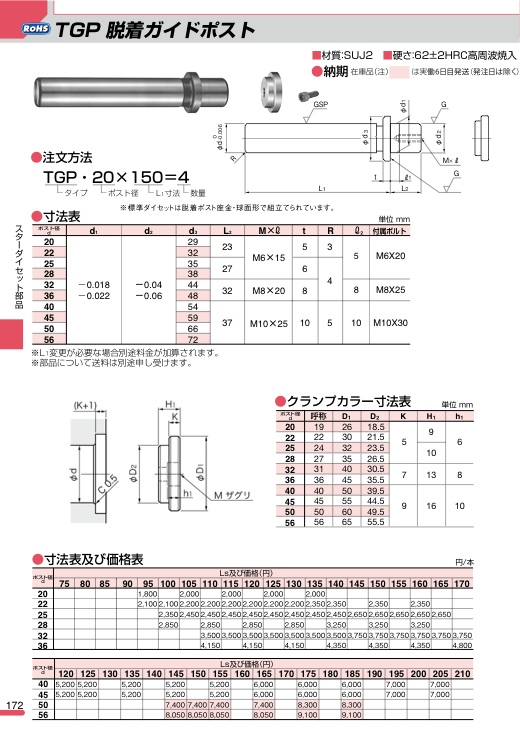 RoHS TGP 脱着ガイドポスト
■材質:SUJ2 ■硬さ:62±2HRC高周波焼入
●納期 在庫品(注) は実働6日目発送(発注日は除く)
GSP
φd₁
G
φd -0.006
φd₃
φd₂
R
M×ℓ
t
ℓ₁
G
L₁
L₂
●注文方法
TGP・20×150=4
タイプ ポスト径 L₁寸法 数量
※標準ダイセットは脱着ポスト座金・球面形で組立てられています。
スターダイセット部品
●寸法表
単位 mm
ポスト径d d₁ d₂ d₃ L₂ M×ℓ t R ℓ₂ 付属ボルト
20 29 23 M6×15 5 3 5 M6X20
22 32
25 35 27 6 4
28 38
32 −0.018 −0.04 44 32 M8×20 8 8 M8X25
36 −0.022 −0.06 48
40 54 37 M10×25 10 5 10 M10X30
45 59
50 66
56 72
※L₁変更が必要な場合別途料金が加算されます。
※部品について送料は別途申し受けます。
(K+1)
φd
C 0.5
H₁
K
φD₂
φD₁
h₁
M ザグリ
●クランプカラー寸法表
単位 mm
ポスト径d 呼称 D₁ D₂ K H₁ h₁
20 19 26 18.5 5 9 6
22 22 30 21.5
25 24 32 23.5 10
28 27 35 26.5
32 31 40 30.5 7 13 8
36 36 45 35.5
40 40 50 39.5 9 16 10
45 45 55 44.5
50 50 60 49.5
56 56 65 55.5
●寸法表及び価格表
円/本
ポスト径d Ls及び価格(円)
75 80 85 90 95 100 105 110 115 120 125 130 135 140 145 150 155 160 165 170
20 1,800 2,000 2,000 2,000 2,000
22 2,100 2,100 2,200 2,200 2,200 2,200 2,200 2,200 2,350 2,350 2,350 2,350
25 2,350 2,450 2,450 2,450 2,450 2,450 2,450 2,450 2,450 2,650 2,650 2,650 2,650 2,650
28 2,850 2,850 2,850 2,850 3,250 3,250 3,250
32 3,500 3,500 3,500 3,500 3,500 3,500 3,500 3,750 3,750 3,750 3,750 3,750 3,750
36 4,150 4,150 4,150 4,350 4,350 4,350 4,800
ポスト径d Ls及び価格(円)
120 125 130 135 140 145 150 155 160 165 170 175 180 185 190 195 200 205 210
40 5,200 5,200 5,200 5,200 5,200 6,000 6,000 6,000 7,000 7,000
45 5,200 5,200 5,200 5,200 5,200 6,000 6,000 6,000 7,000 7,000
50 7,400 7,400 7,400 7,400 8,300 8,300
56 8,050 8,050 8,050 8,050 9,100 9,100
172